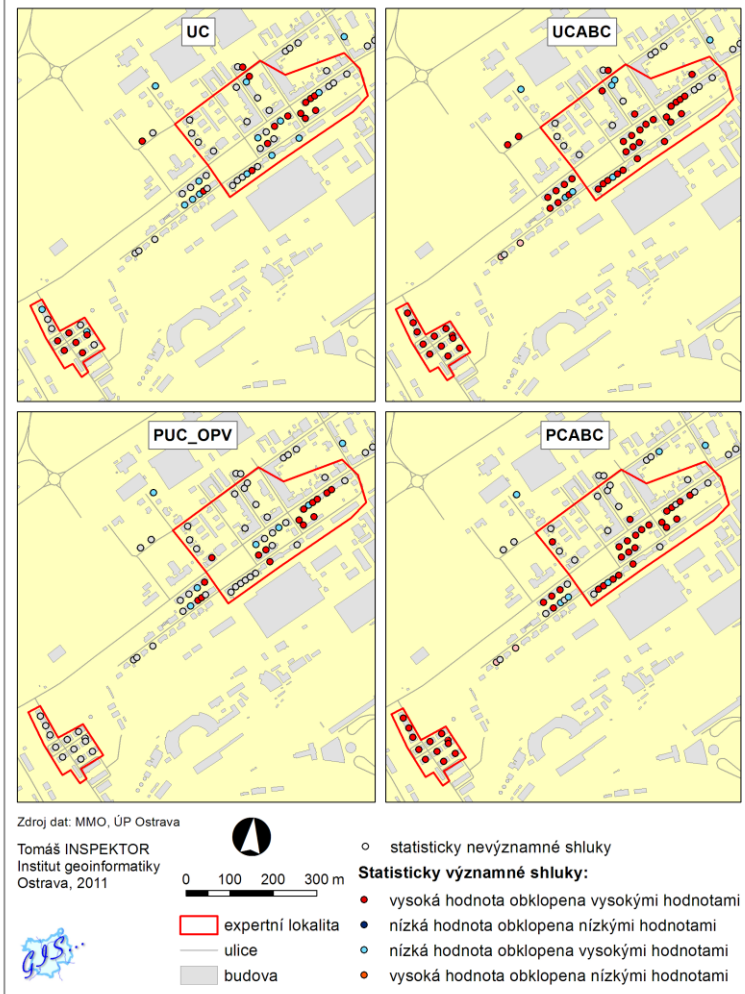 UC
UCABC
PUC_OPV
PCABC
Zdroj dat: MMO, ÚP Ostrava
Tomáš INSPEKTOR
Institut geoinformatiky
Ostrava, 2011
0 50 100 200 300 m
expertní lokalita
ulice
budova
GIS...
statisticky nevýznamné shluky
Statisticky významné shluky:
vysoká hodnota obklopena vysokými hodnotami
nízká hodnota obklopena nízkými hodnotami
nízká hodnota obklopena vysokými hodnotami
vysoká hodnota obklopena nízkými hodnotami